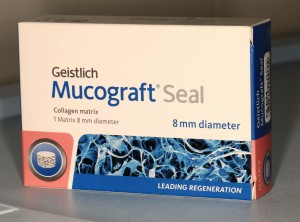 Geistlich
Mucograft® Seal
Collagen matrix
1 Matrix 8 mm diameter
8 mm diameter
LEADING REGENERATION
Geistlich
Mucograft® Seal